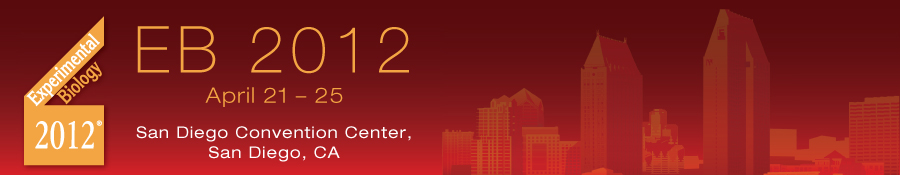 Experimental
Biology
2012®
EB 2012
April 21 – 25
San Diego Convention Center,
San Diego, CA